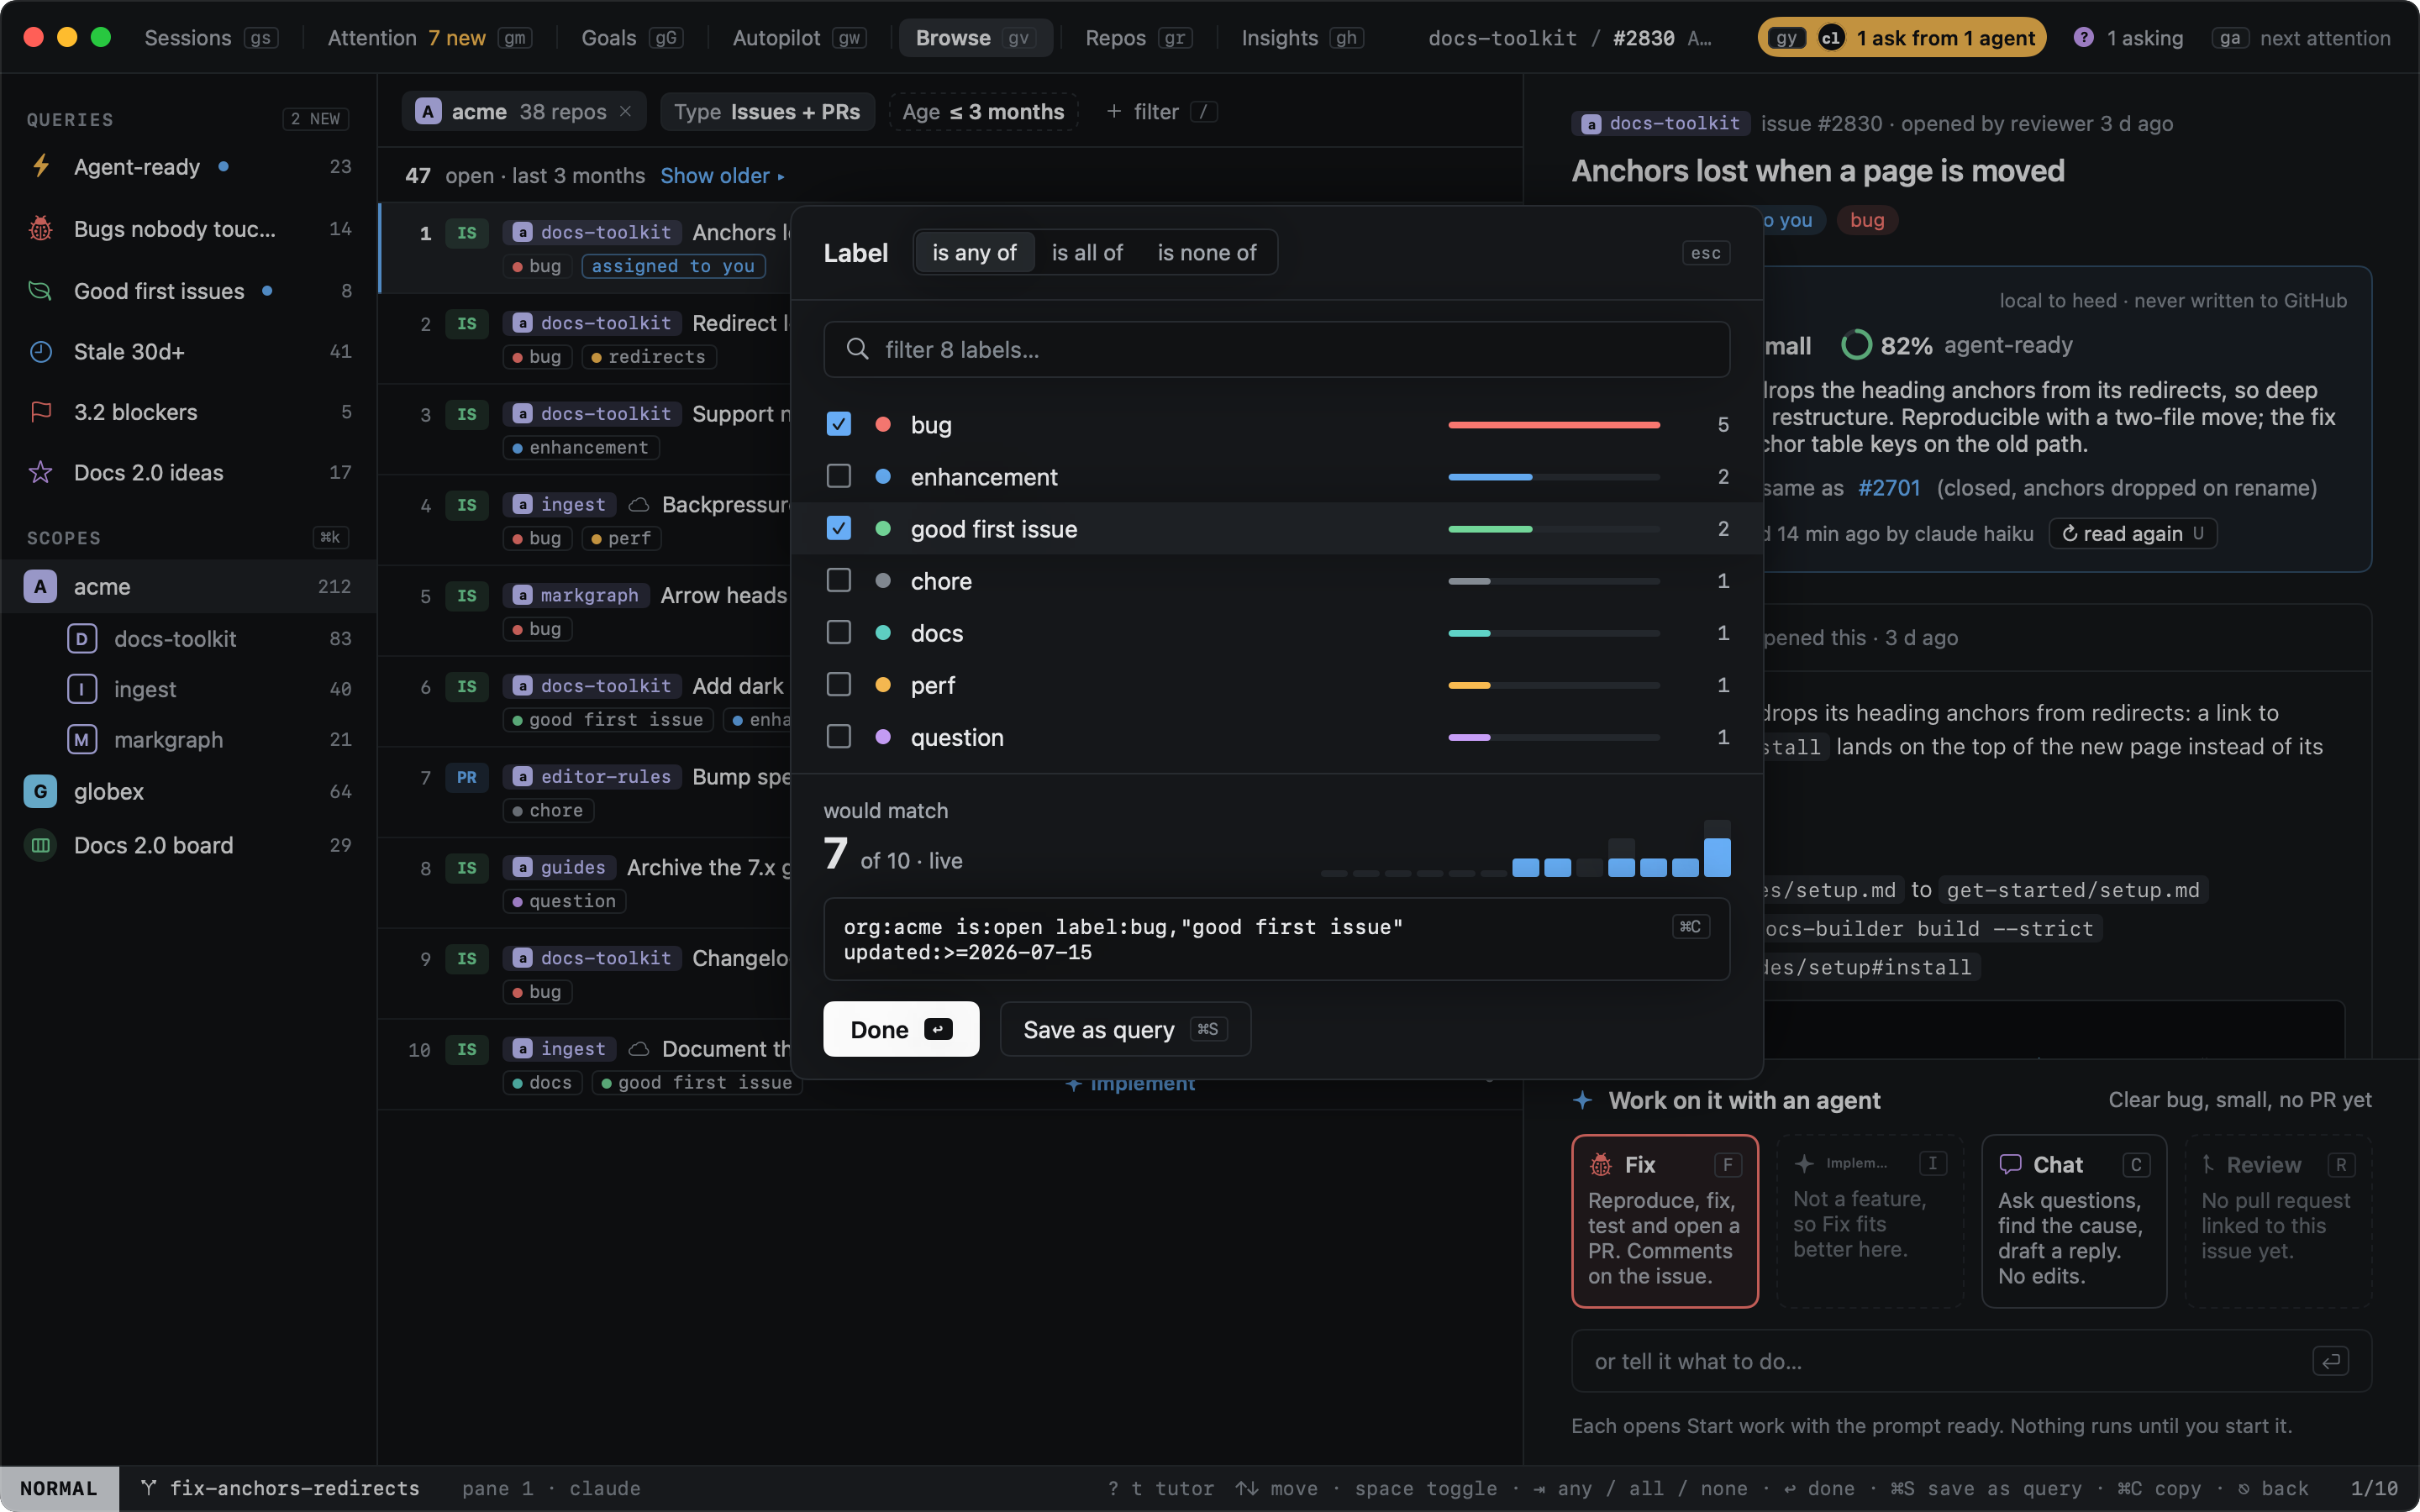 Sessions gs Attention 7 new gm Goals gG Autopilot gw Browse gv Repos gr Insights gh docs-toolkit / #2830 A… gy cl 1 ask from 1 agent ? 1 asking ga next attention
QUERIES 2 NEW
Agent-ready 23
Bugs nobody touc… 14
Good first issues 8
Stale 30d+ 41
3.2 blockers 5
Docs 2.0 ideas 17
SCOPES ⌘k
A acme 212
D docs-toolkit 83
I ingest 40
M markgraph 21
G globex 64
Docs 2.0 board 29
A acme 38 repos × Type Issues + PRs Age ≤ 3 months + filter /
47 open · last 3 months Show older ▸
1 IS a docs-toolkit Anchors l
bug assigned to you
2 IS a docs-toolkit Redirect l
bug redirects
3 IS a docs-toolkit Support n
enhancement
4 IS a ingest Backpressur
bug perf
5 IS a markgraph Arrow heads
bug
6 IS a docs-toolkit Add dark
good first issue enha
7 PR a editor-rules Bump spe
chore
8 IS a guides Archive the 7.x g
question
9 IS a docs-toolkit Changelo
bug
10 IS a ingest Document th
docs good first issue Implement
Label is any of is all of is none of esc
filter 8 labels…
bug 5
enhancement 2
good first issue 2
chore 1
docs 1
perf 1
question 1
would match
7 of 10 · live
org:acme is:open label:bug,"good first issue" ⌘C
updated:>=2026-07-15
Done ↩ Save as query ⌘S
a docs-toolkit issue #2830 · opened by reviewer 3 d ago
Anchors lost when a page is moved
o you bug
local to heed · never written to GitHub
mall 82% agent-ready
drops the heading anchors from its redirects, so deep
restructure. Reproducible with a two-file move; the fix
chor table keys on the old path.
same as #2701 (closed, anchors dropped on rename)
d 14 min ago by claude haiku read again U
pened this · 3 d ago
drops its heading anchors from redirects: a link to
stall lands on the top of the new page instead of its
es/setup.md to get-started/setup.md
ocs-builder build --strict
des/setup#install
Work on it with an agent Clear bug, small, no PR yet
Fix F
Reproduce, fix,
test and open a
PR. Comments
on the issue.
Implem… I
Not a feature,
so Fix fits
better here.
Chat C
Ask questions,
find the cause,
draft a reply.
No edits.
Review R
No pull request
linked to this
issue yet.
or tell it what to do…
Each opens Start work with the prompt ready. Nothing runs until you start it.
NORMAL fix-anchors-redirects pane 1 · claude ? t tutor ↑↓ move · space toggle · ⇥ any / all / none · ↩ done · ⌘S save as query · ⌘C copy · ⎋ back 1/10